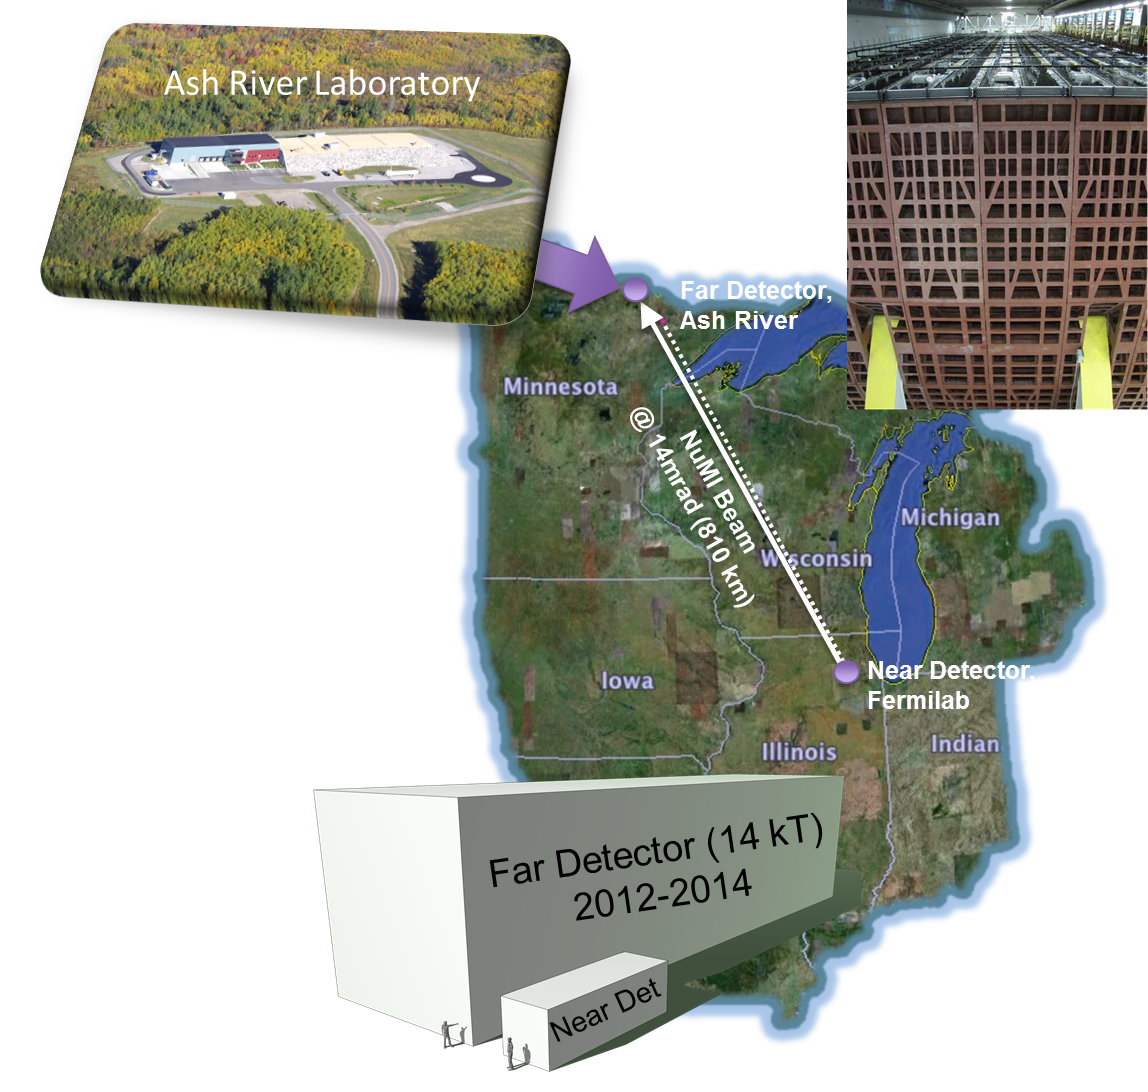 Ash River Laboratory
Far Detector,
Ash River
Minnesota
NuMI Beam
@ 14mrad (810 km)
Michigan
Wisconsin
Near Detector,
Fermilab
Iowa
Illinois
Indian
Far Detector (14 kT)
2012-2014
Near Det